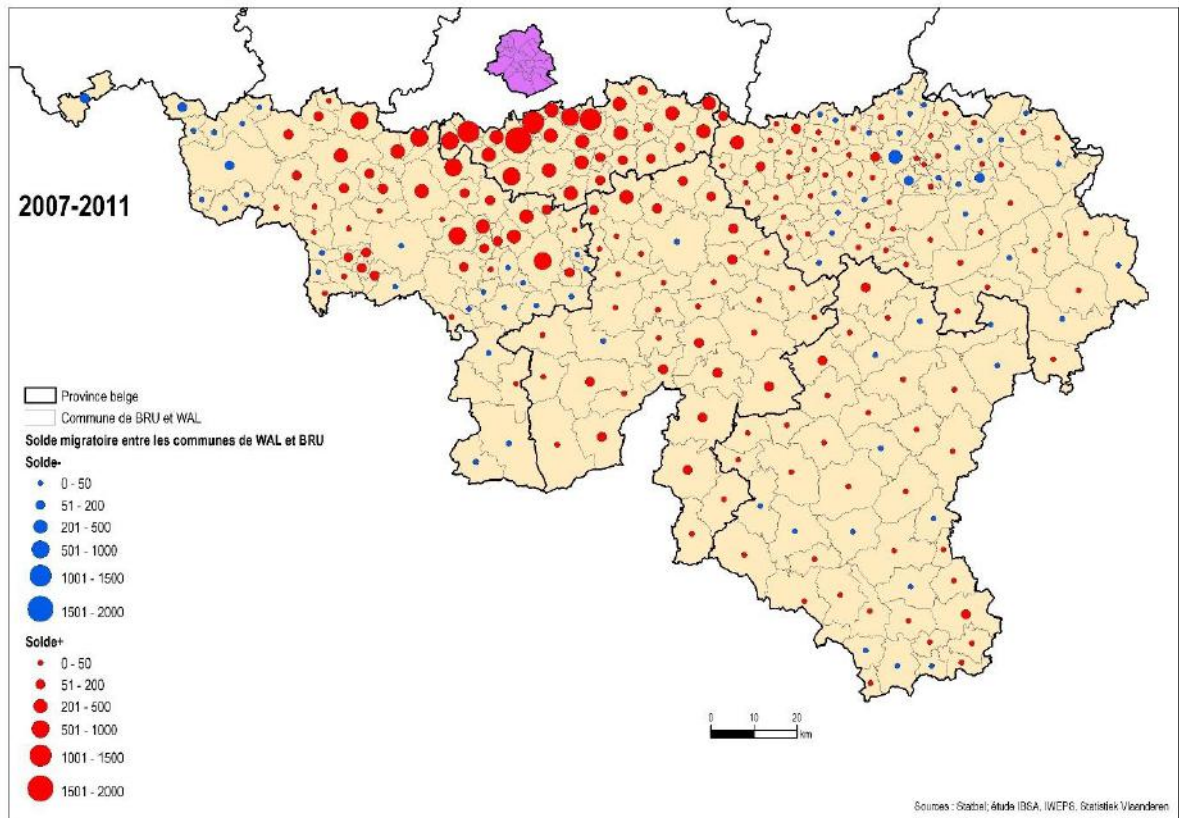 2007-2011
Province belge
Commune de BRU et WAL
Solde migratoire entre les communes de WAL et BRU
Solde-
0 - 50
51 - 200
201 - 500
501 - 1000
1001 - 1500
1501 - 2000
Solde+
0 - 50
51 - 200
201 - 500
501 - 1000
1001 - 1500
1501 - 2000
0 10 20
km
Sources : Statbel; étude IBSA, IWEPS, Statistiek Vlaanderen